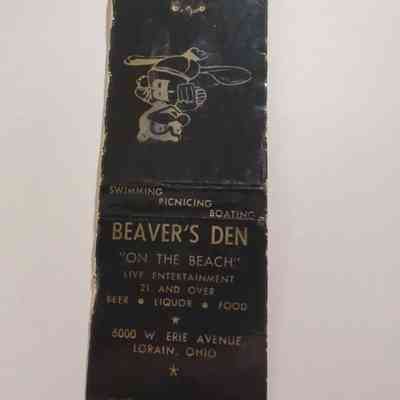 SWIMMING
PICNICING
BOATING
BEAVER'S DEN
"ON THE BEACH"
LIVE ENTERTAINMENT
21 AND OVER
BEER • LIQUOR • FOOD
6000 W. ERIE AVENUE
LORAIN, OHIO